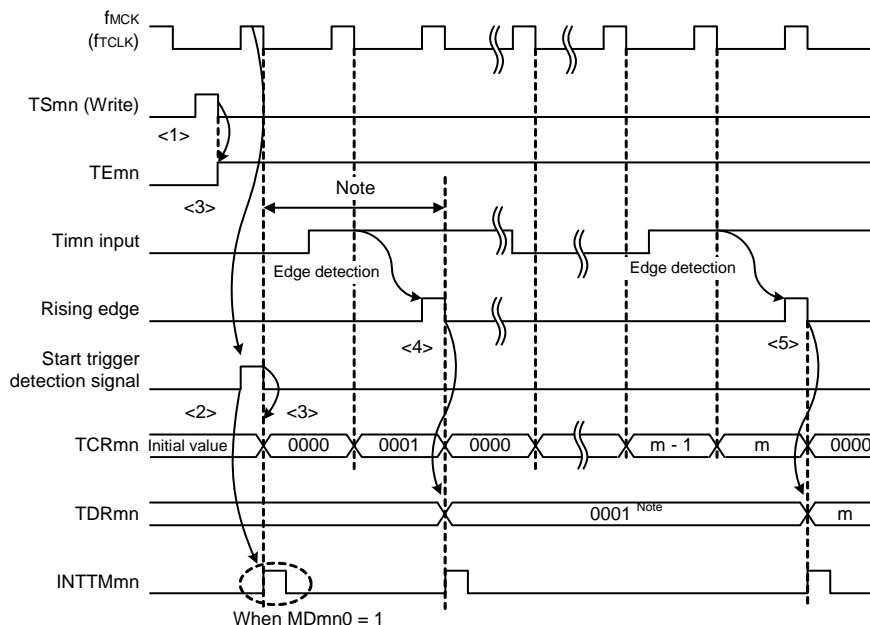 fMCK
(fTCLK)
TSmn (Write)
<1>
TEmn
<3>
Note
Timn input
Edge detection
Edge detection
Rising edge
<4>
<5>
Start trigger
detection signal
<2>
<3>
TCRmn
Initial value
0000
0001
0000
m - 1
m
0000
TDRmn
0001 Note
m
INTTMmn
When MDmn0 = 1